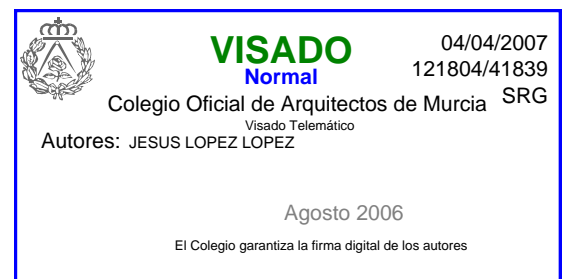 VISADO
04/04/2007
Normal
121804/41839
Colegio Oficial de Arquitectos de Murcia
SRG
Visado Telemático
Autores: JESUS LOPEZ LOPEZ
Agosto 2006
El Colegio garantiza la firma digital de los autores